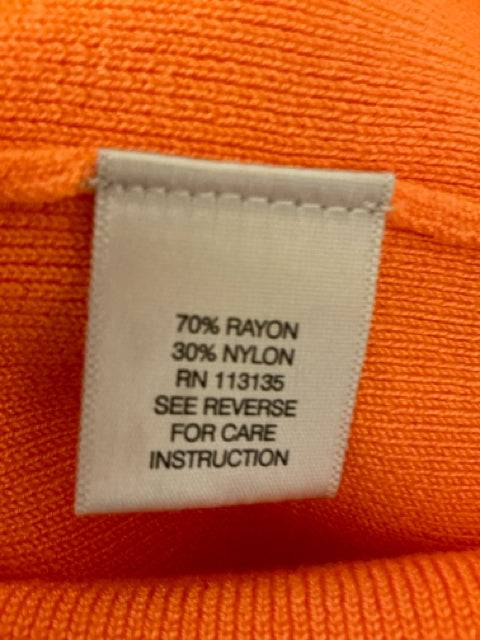 70% RAYON
30% NYLON
RN 113135
SEE REVERSE
FOR CARE
INSTRUCTION